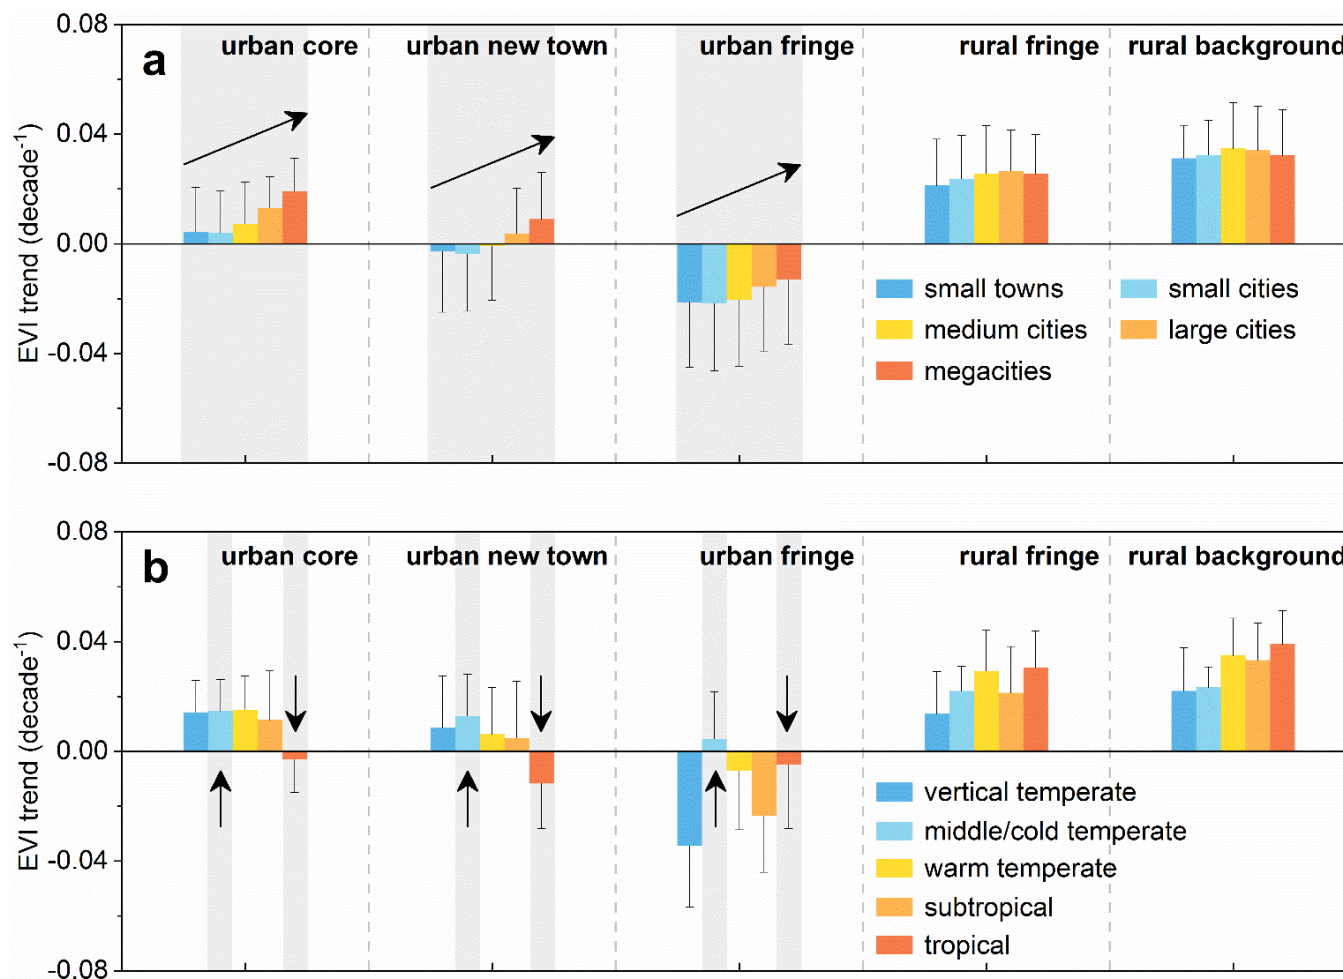 a
urban core
urban new town
urban fringe
rural fringe
rural background
EVI trend (decade⁻¹)
0.08
0.04
0.00
-0.04
-0.08
small towns
small cities
medium cities
large cities
megacities
b
urban core
urban new town
urban fringe
rural fringe
rural background
EVI trend (decade⁻¹)
0.08
0.04
0.00
-0.04
-0.08
vertical temperate
middle/cold temperate
warm temperate
subtropical
tropical